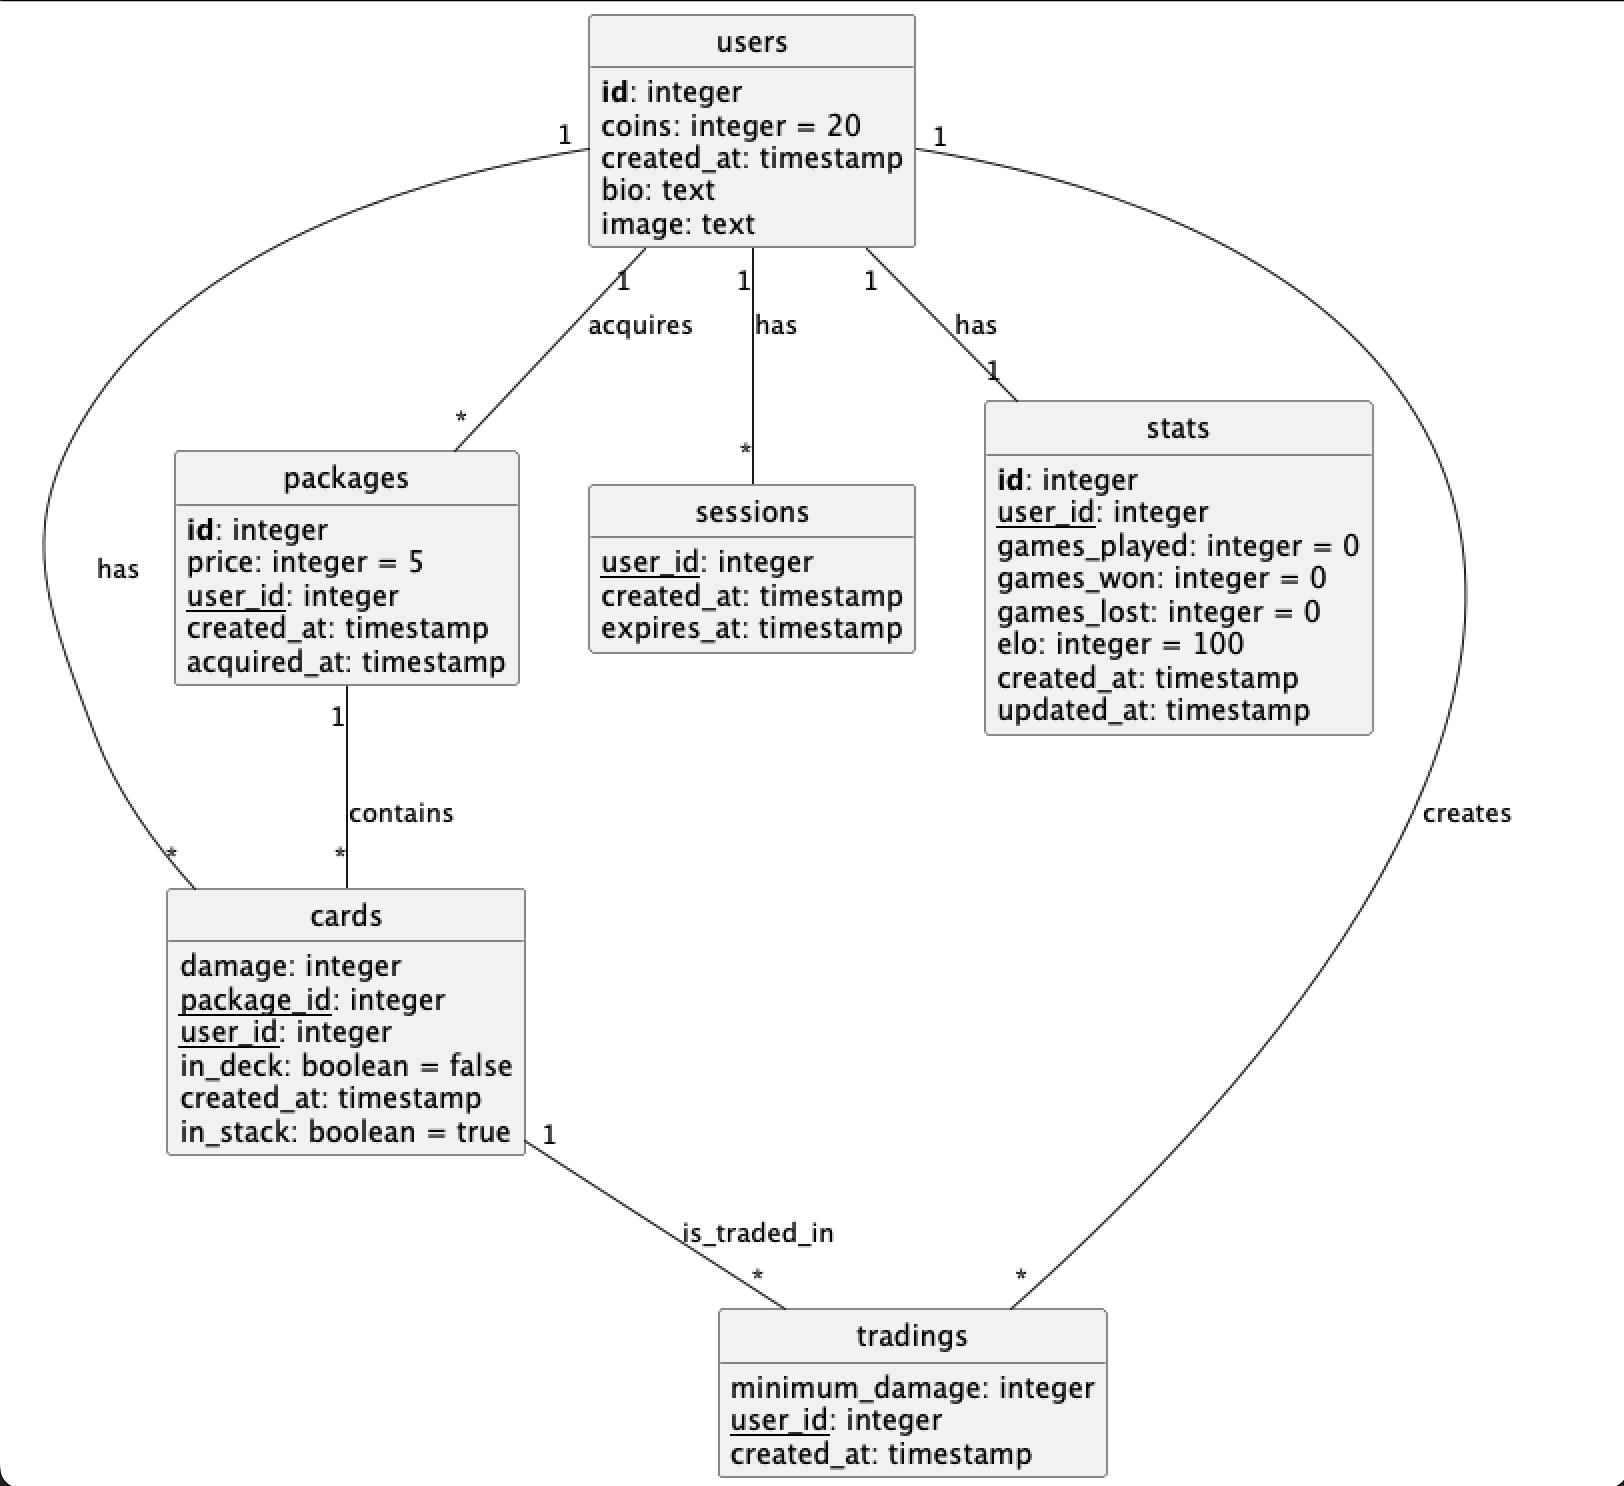 users
id: integer
coins: integer = 20
created_at: timestamp
bio: text
image: text
1
1
1
1
1
acquires
has
has
1
*
*
packages
id: integer
price: integer = 5
user_id: integer
created_at: timestamp
acquired_at: timestamp
sessions
user_id: integer
created_at: timestamp
expires_at: timestamp
stats
id: integer
user_id: integer
games_played: integer = 0
games_won: integer = 0
games_lost: integer = 0
elo: integer = 100
created_at: timestamp
updated_at: timestamp
has
1
contains
creates
*
*
cards
damage: integer
package_id: integer
user_id: integer
in_deck: boolean = false
created_at: timestamp
in_stack: boolean = true
1
is_traded_in
*
*
tradings
minimum_damage: integer
user_id: integer
created_at: timestamp